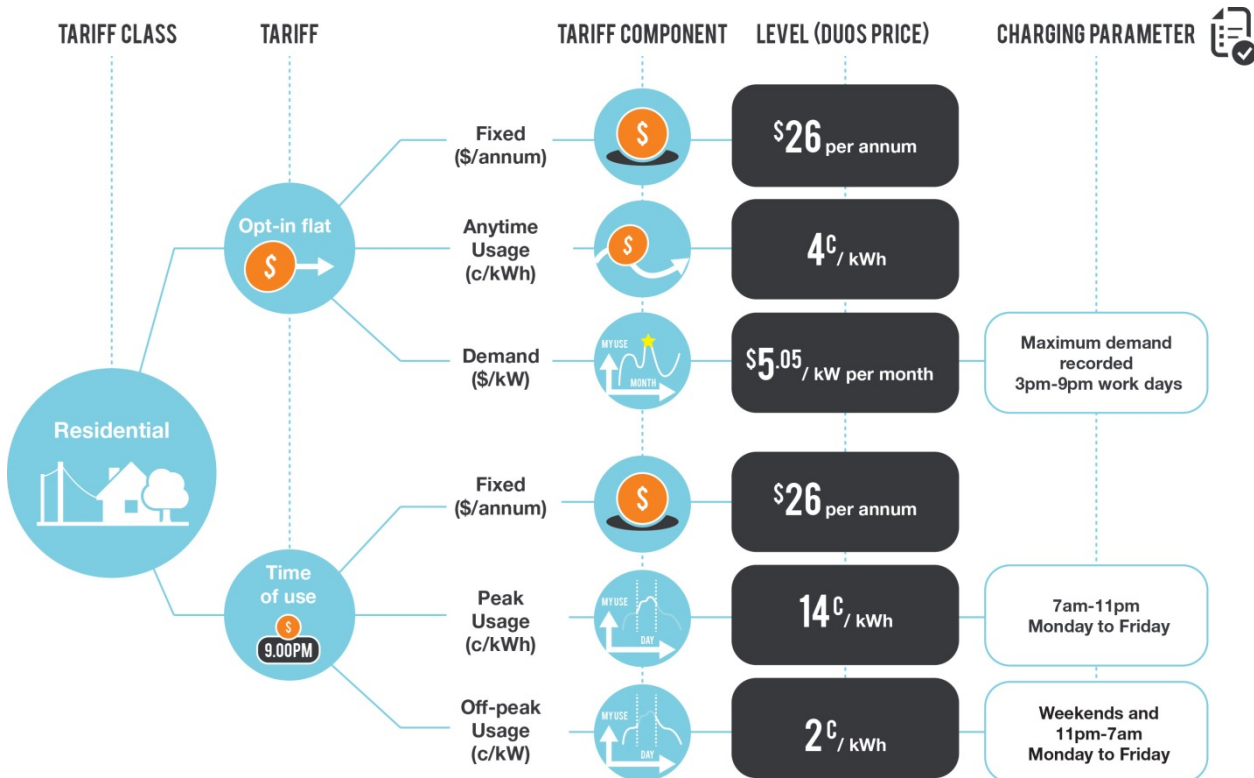 TARIFF CLASS
TARIFF
TARIFF COMPONENT
LEVEL (DUOS PRICE)
CHARGING PARAMETER
Residential
Opt-in flat
$
Fixed
($/annum)
$
$26 per annum
Anytime
Usage
(c/kWh)
$
4c/ kWh
Demand
($/kW)
MY USE
MONTH
$5.05/ kW per month
Maximum demand
recorded
3pm-9pm work days
Time
of use
$
9.00PM
Fixed
($/annum)
$
$26 per annum
Peak
Usage
(c/kWh)
MY USE
DAY
14c/ kWh
7am-11pm
Monday to Friday
Off-peak
Usage
(c/kW)
MY USE
DAY
2c/ kWh
Weekends and
11pm-7am
Monday to Friday